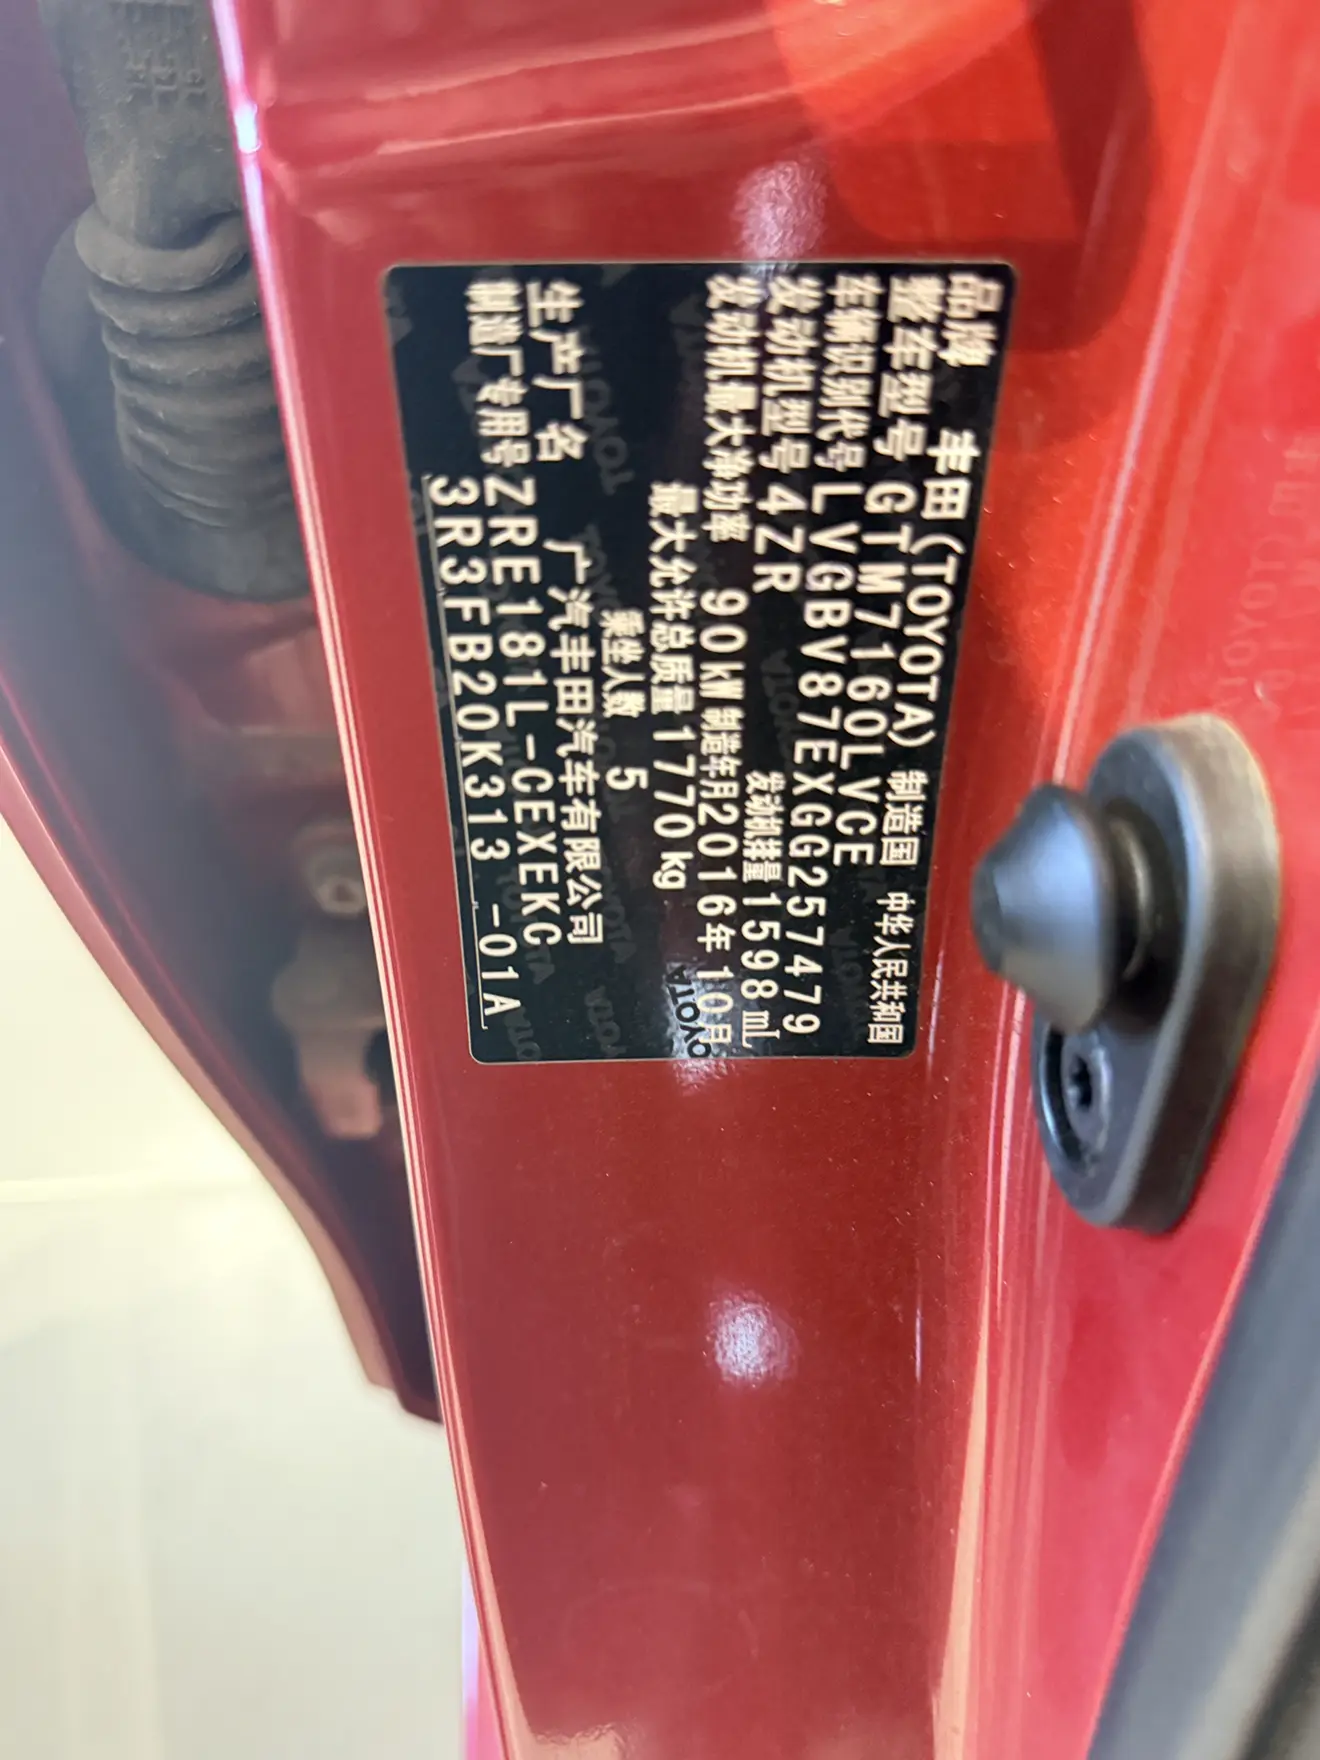 品牌 丰田(TOYOTA) 制造国 中华人民共和国
整车型号 GTM7160LVCE
车辆识别代号 LVGBV87EXGG257479
发动机型号 4ZR 发动机排量 1598 mL
发动机最大净功率 90kW 制造年月 2016年10月
最大允许总质量 1770kg
乘坐人数 5
生产厂名 广汽丰田汽车有限公司
制造厂专用号 ZRE181L-CEXEKC
3R3FB20K313 -01A